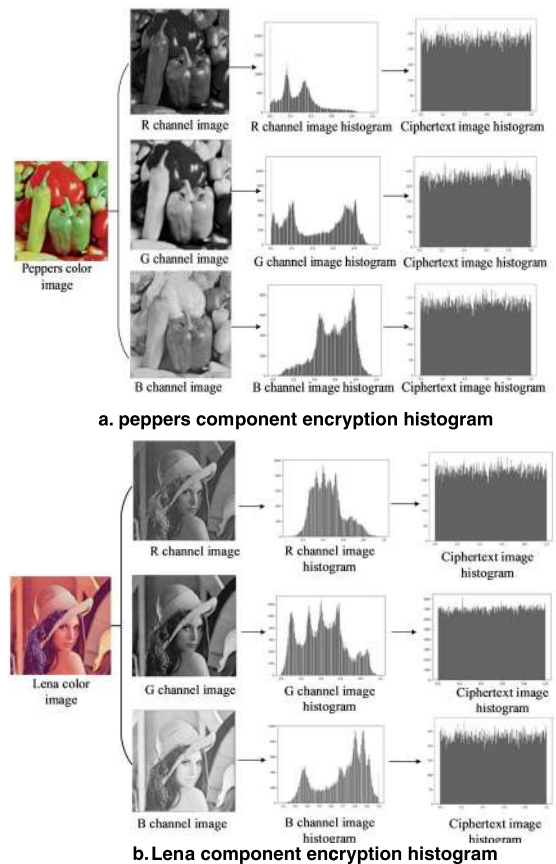 R channel image
R channel image histogram
Ciphertext image histogram
Peppers color
image
G channel image
G channel image histogram
Ciphertext image histogram
B channel image
B channel image histogram
Ciphertext image histogram
a. peppers component encryption histogram
R channel image
R channel image
histogram
Ciphertext image
histogram
Lena color
image
G channel image
G channel image
histogram
Ciphertext image
histogram
B channel image
B channel image
histogram
Ciphertext image
histogram
b. Lena component encryption histogram